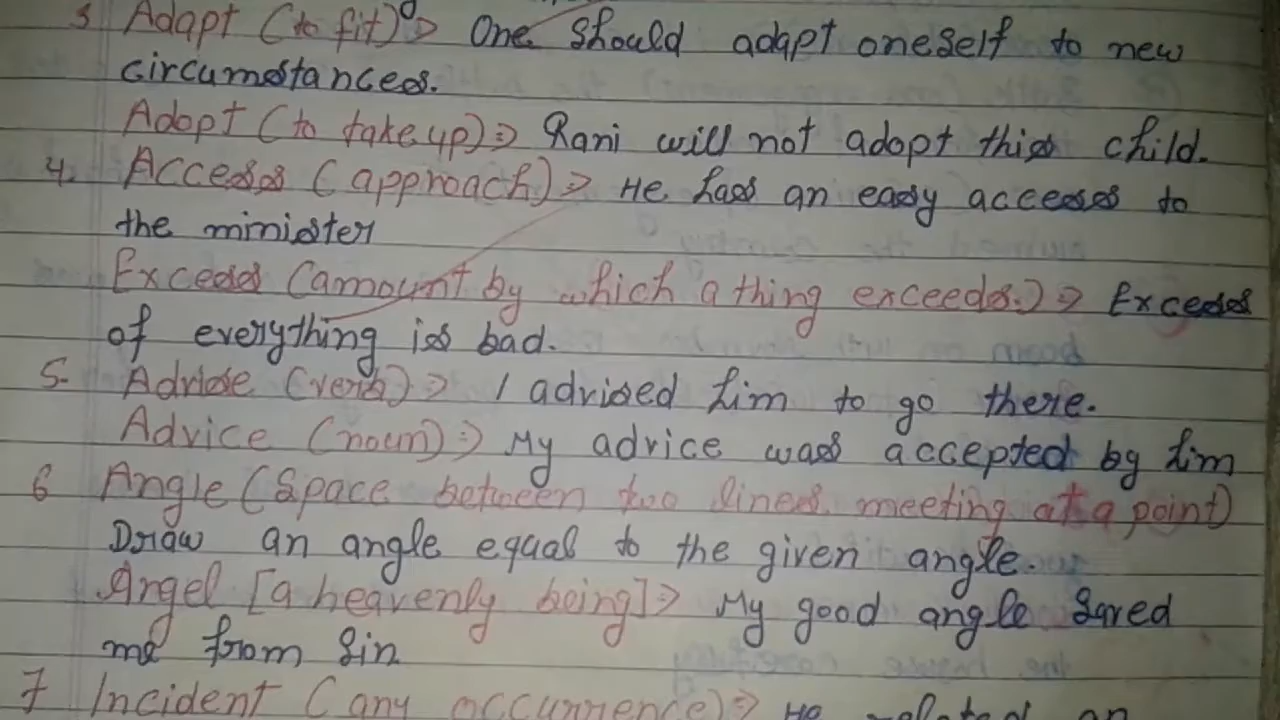 3 Adapt (to fit) => One should adapt oneself to new
circumstances.
Adopt (to take up) => Rani will not adopt this child.
4. Access (approach) => He has an easy access to
the minister
Excess (amount by which a thing exceeds.) => Excess
of everything is bad.
5. Advise (verb) => I advised him to go there.
Advice (noun) => My advice was accepted by him
6 Angle (Space between two lines meeting at a point)
Draw an angle equal to the given angle.
Angel [a heavenly being] => My good angle saved
me from sin
7 Incident (any occurrence) => He related an